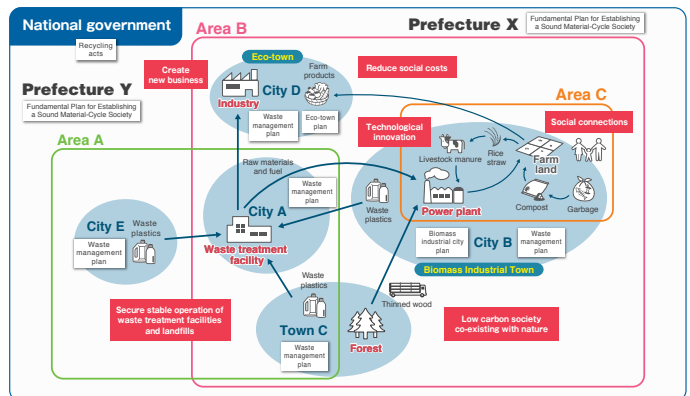 National government
Recycling
acts
Prefecture X
Fundamental Plan for Establishing
a Sound Material-Cycle Society
Area B
Prefecture Y
Fundamental Plan for Establishing
a Sound Material-Cycle Society
Create
new business
Eco-town
Farm
products
City D
Industry
Waste
management
plan
Eco-town
plan
Reduce social costs
Area C
Social connections
Technological
innovation
Livestock manure
Rice
straw
Farm
land
Power plant
Compost
Garbage
Area A
Raw materials
and fuel
Waste
management
plan
City A
Waste treatment
facility
Waste
plastics
City E
Waste
plastics
Waste
management
plan
Biomass
industrial city
plan
City B
Waste
management
plan
Biomass Industrial Town
Waste
plastics
Thinned wood
Secure stable operation of
waste treatment facilities
and landfills
Town C
Forest
Waste
management
plan
Low carbon society
co-existing with nature